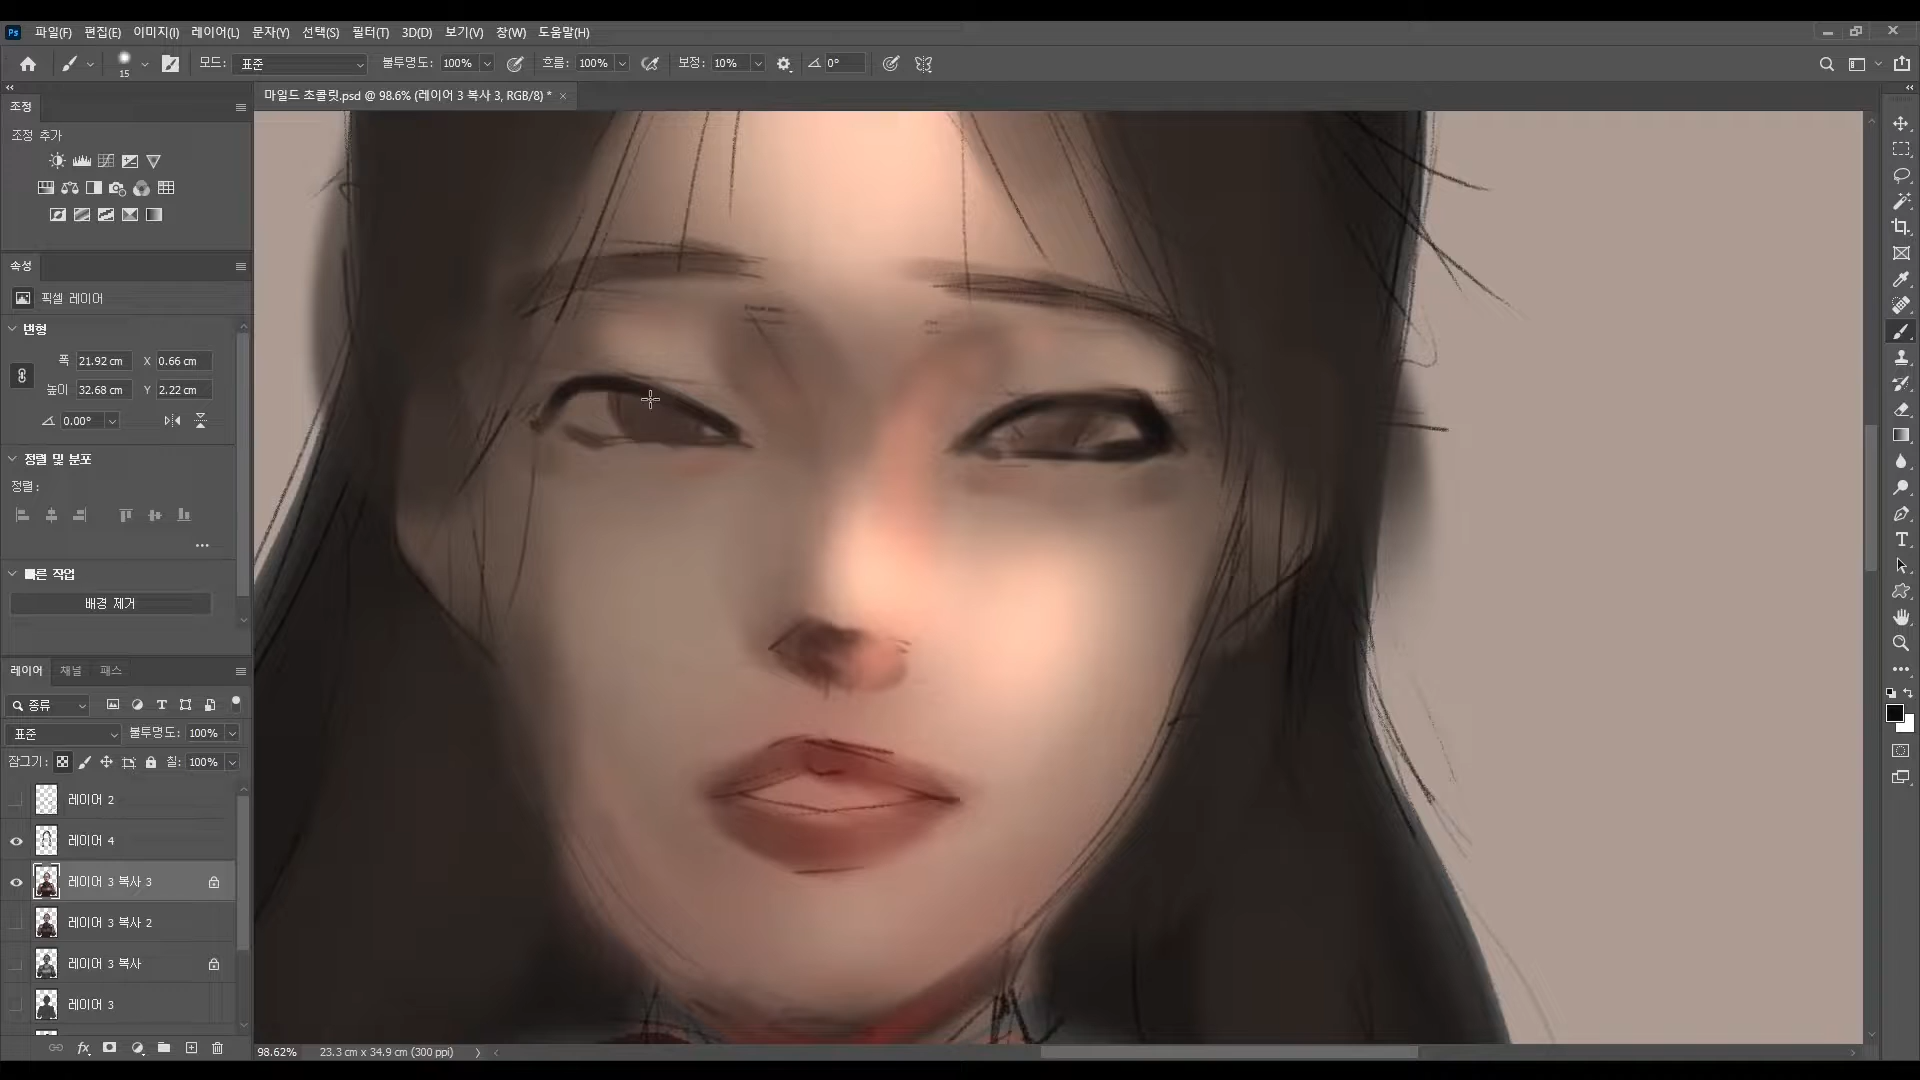 Ps 파일(F) 편집(E) 이미지(I) 레이어(L) 문자(Y) 선택(S) 필터(T) 3D(D) 보기(V) 창(W) 도움말(H)
15 모드: 표준 불투명도: 100% 흐름: 100% 보정: 10% 0°
마일드 초콜릿.psd @ 98.6% (레이어 3 복사 3, RGB/8) *
조정
조정 추가
속성
픽셀 레이어
변형
폭 21.92 cm X 0.66 cm
높이 32.68 cm Y 2.22 cm
0.00°
정렬 및 분포
정렬:
빠른 작업
배경 제거
레이어 채널 패스
종류
표준 불투명도: 100%
잠그기: 칠: 100%
레이어 2
레이어 4
레이어 3 복사 3
레이어 3 복사 2
레이어 3 복사
레이어 3
98.62% 23.3 cm x 34.9 cm (300 ppi)